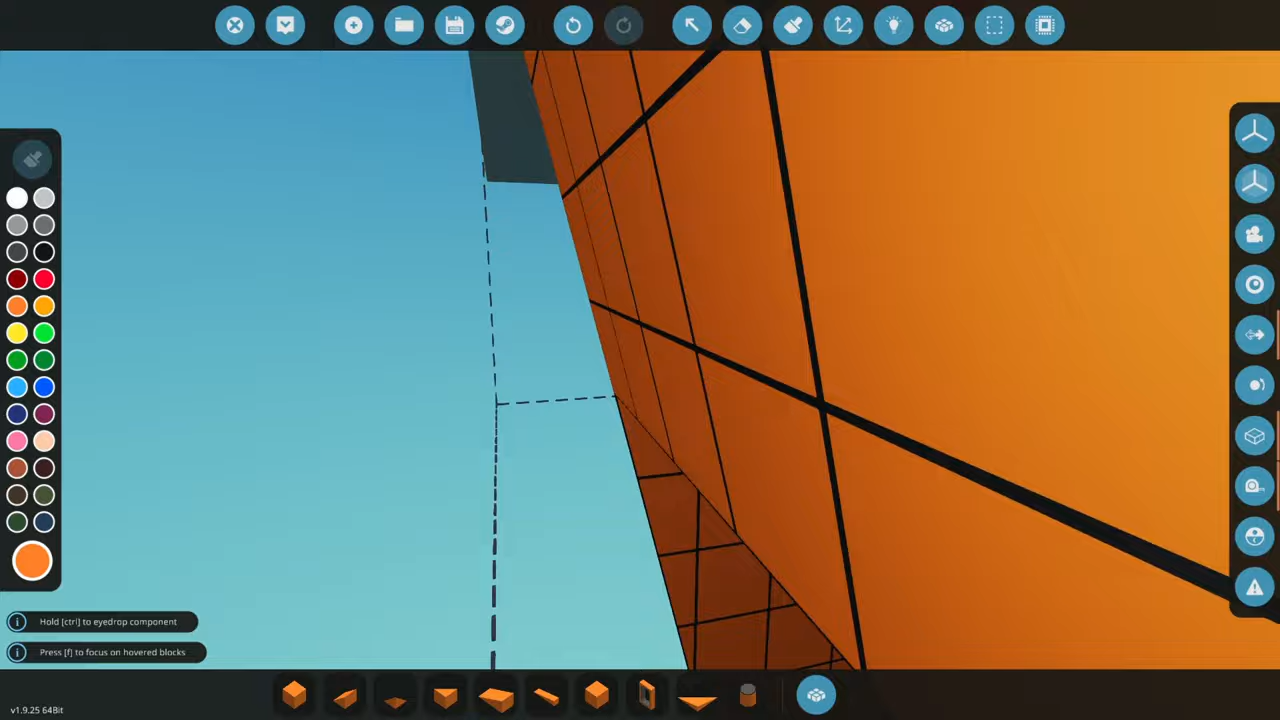 Hold [ctrl] to eyedrop component
Press [f] to focus on hovered blocks
v1.9.25 64Bit